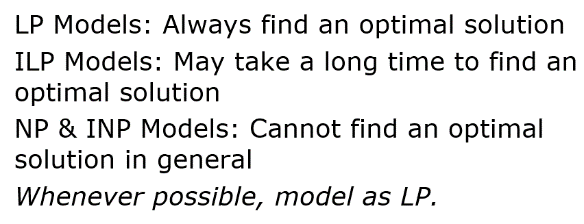 LP Models: Always find an optimal solution
ILP Models: May take a long time to find an
optimal solution
NP & INP Models: Cannot find an optimal
solution in general
Whenever possible, model as LP.